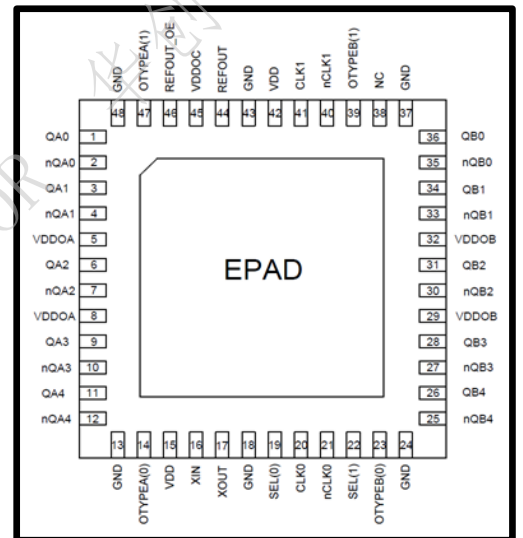 GND
OTYPEA(1)
REFOUT_OE
VDDOC
REFOUT
GND
VDD
CLK1
nCLK1
OTYPEB(1)
NC
GND
48 47 46 45 44 43 42 41 40 39 38 37
QA0 1
nQA0 2
QA1 3
nQA1 4
VDDOA 5
QA2 6
nQA2 7
VDDOA 8
QA3 9
nQA3 10
QA4 11
nQA4 12
EPAD
36 QB0
35 nQB0
34 QB1
33 nQB1
32 VDDOB
31 QB2
30 nQB2
29 VDDOB
28 QB3
27 nQB3
26 QB4
25 nQB4
13 14 15 16 17 18 19 20 21 22 23 24
GND
OTYPEA(0)
VDD
XIN
XOUT
GND
SEL(0)
CLK0
nCLK0
SEL(1)
OTYPEB(0)
GND
华创
OR